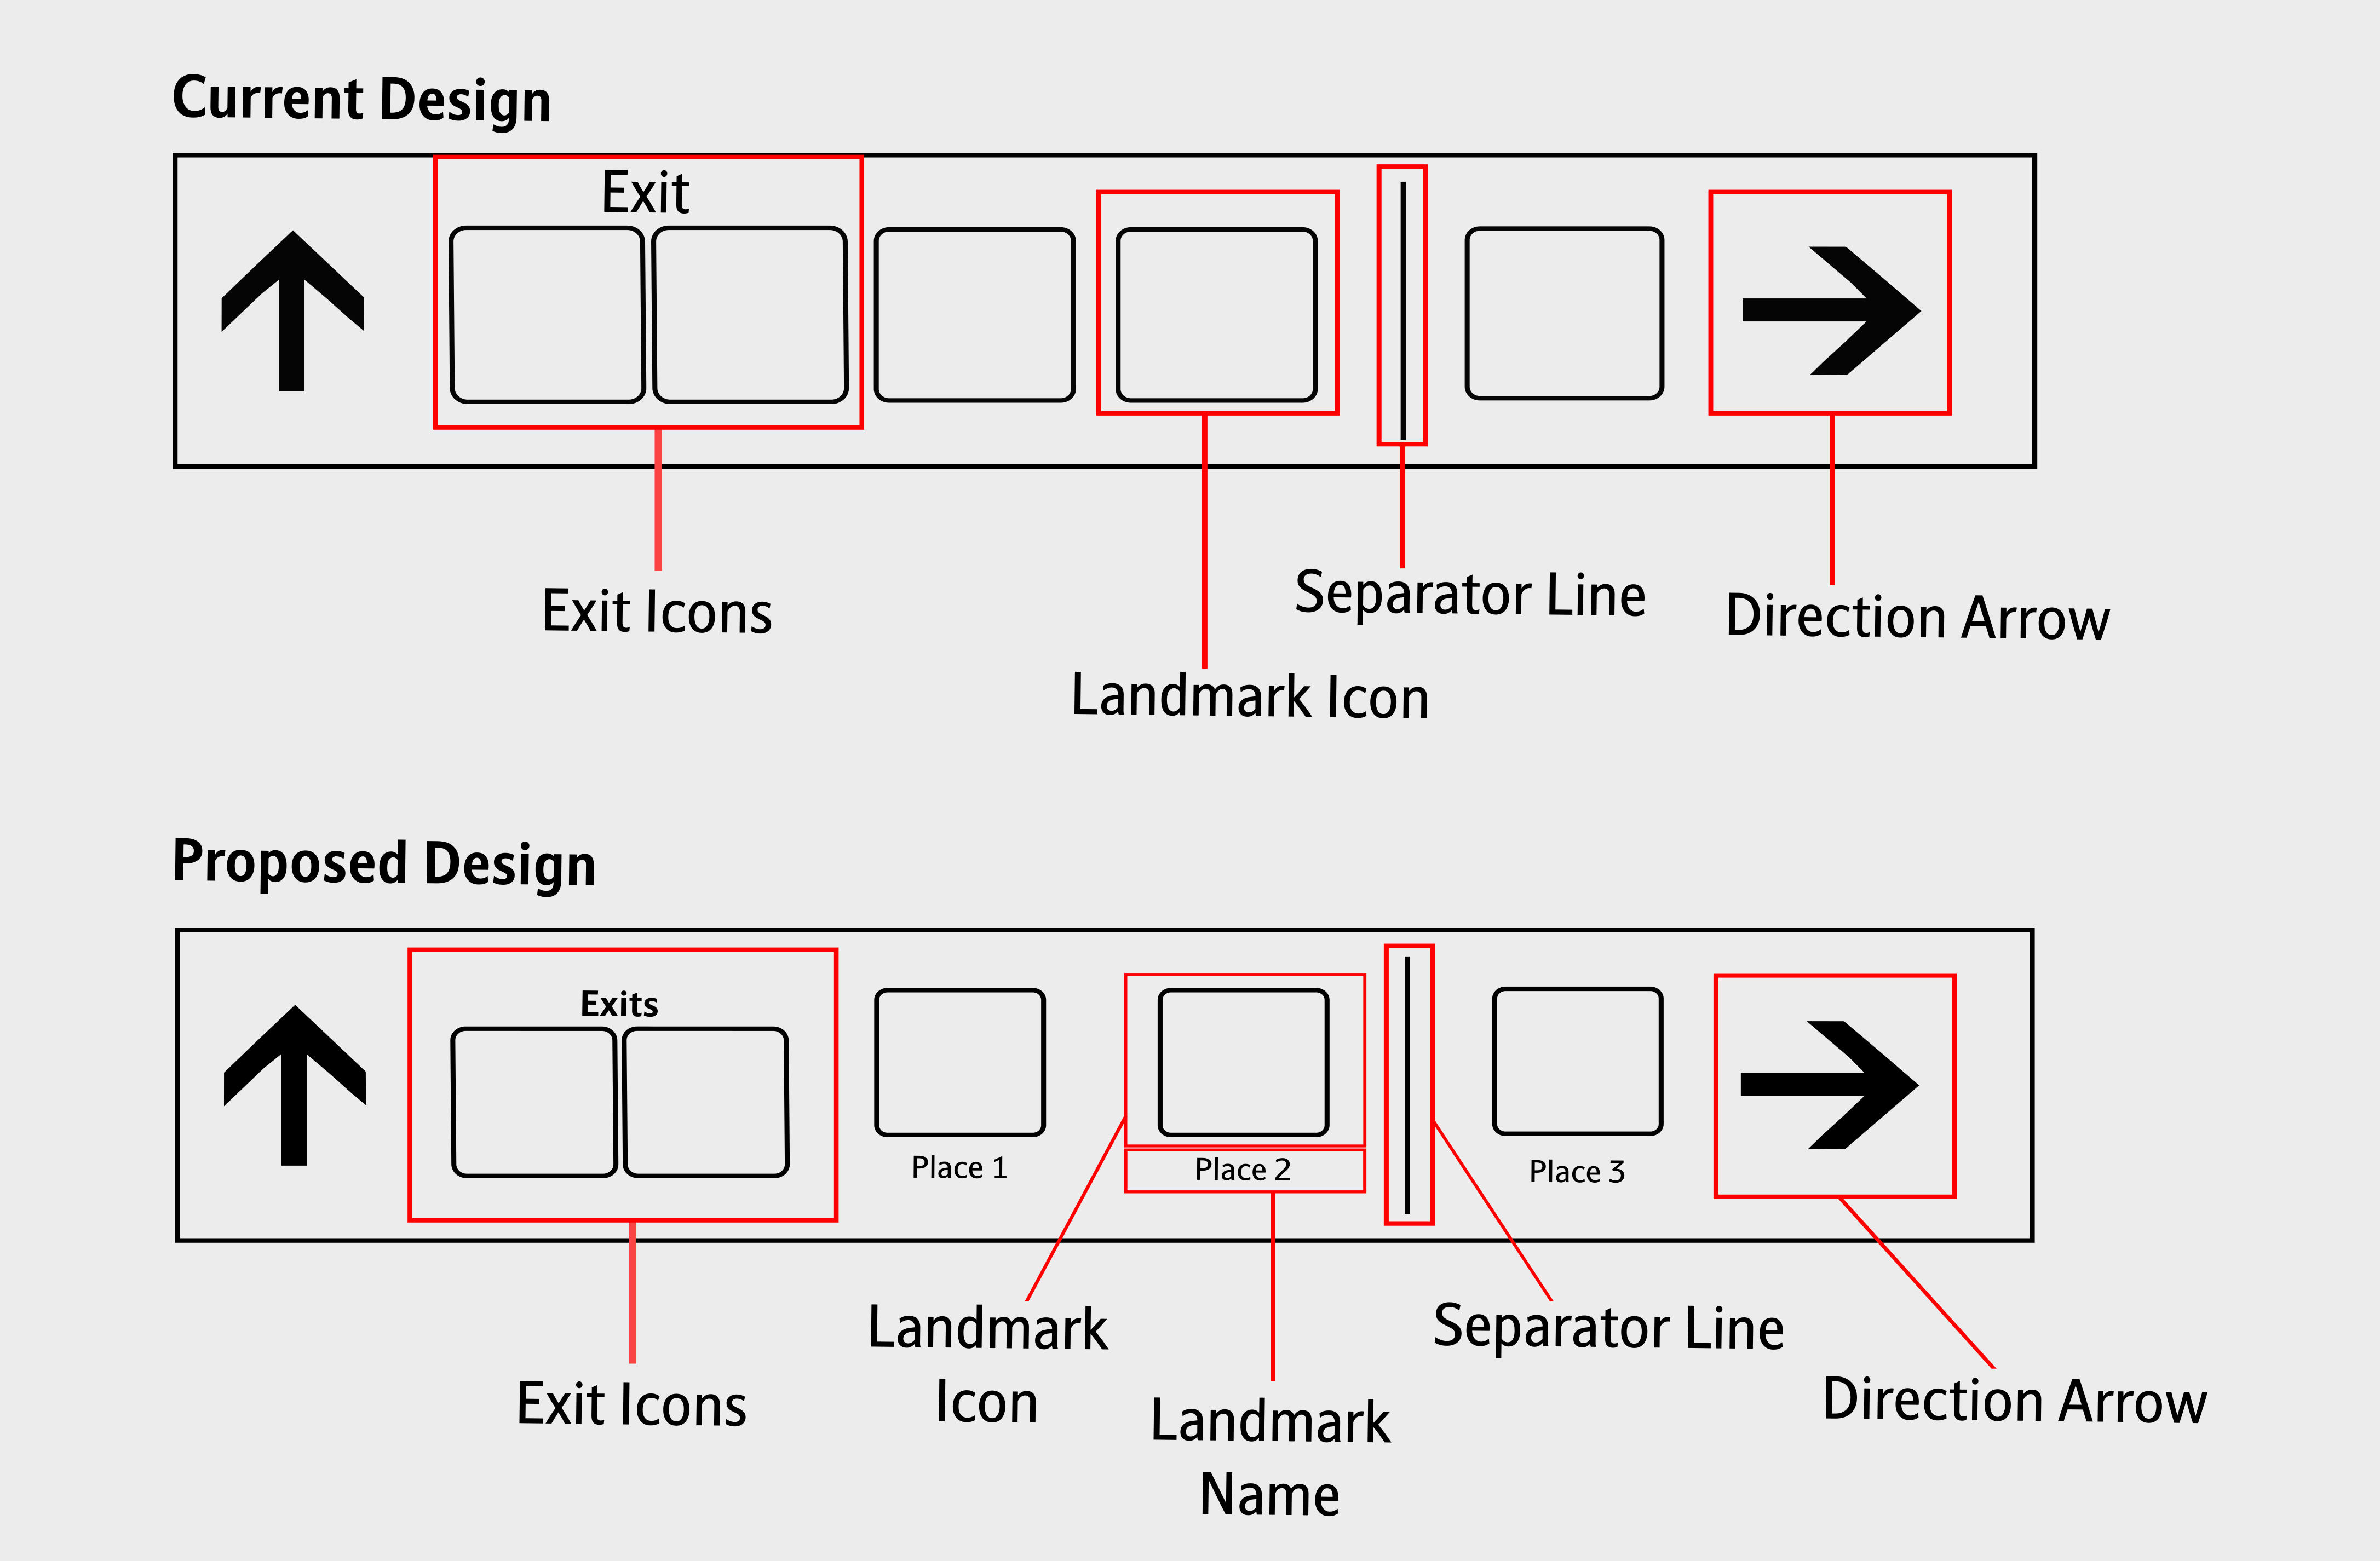 Current Design
Exit
Exit Icons
Separator Line
Direction Arrow
Landmark Icon
Proposed Design
Exits
Place 1
Place 2
Place 3
Landmark
Icon
Separator Line
Exit Icons
Landmark
Name
Direction Arrow